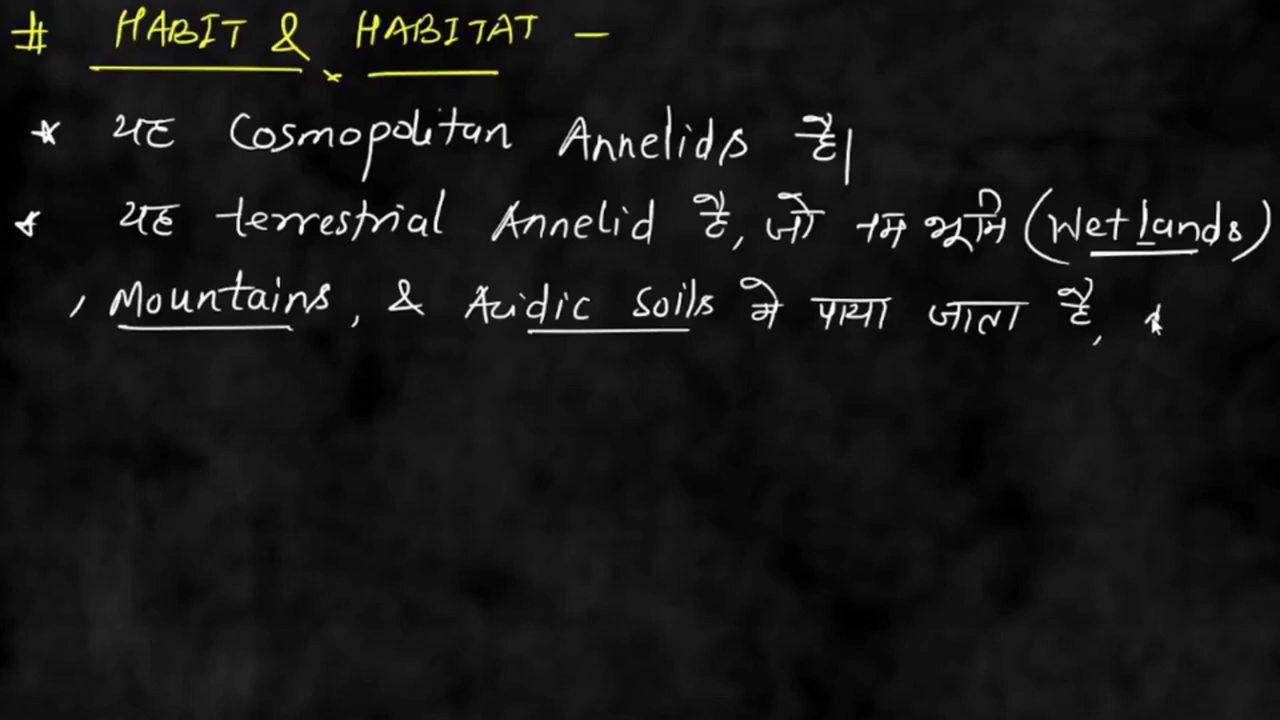 # HABIT & HABITAT -
* यह Cosmopolitan Annelids है|
* यह terrestrial Annelid है, जो नम भूमि (Wetlands)
, Mountains, & Acidic Soils मे पाया जाता है,